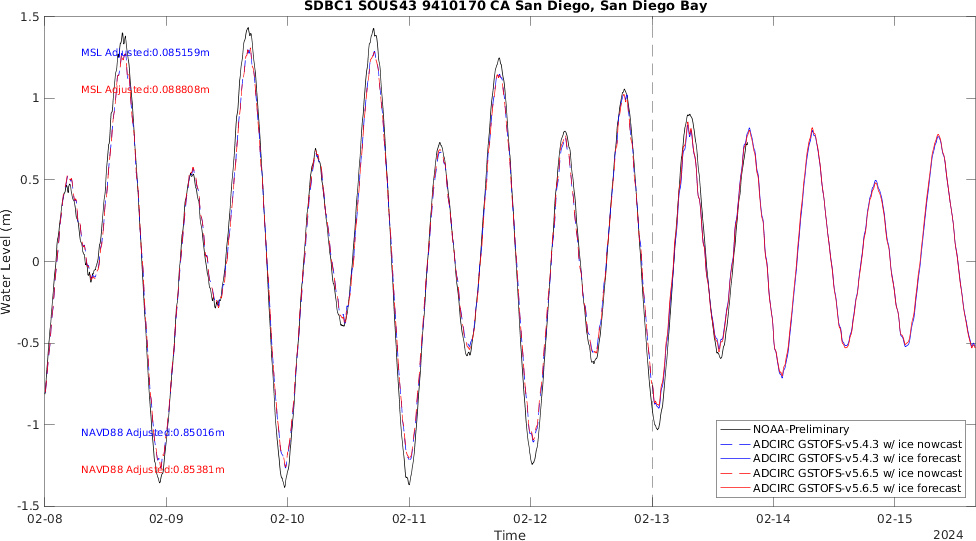 SDBC1 SOUS43 9410170 CA San Diego, San Diego Bay
1.5
1
0.5
0
-0.5
-1
-1.5
Water Level (m)
MSL Adjusted:0.085159m
MSL Adjusted:0.088808m
NAVD88 Adjusted:0.85016m
NAVD88 Adjusted:0.85381m
NOAA-Preliminary
ADCIRC GSTOFS-v5.4.3 w/ ice nowcast
ADCIRC GSTOFS-v5.4.3 w/ ice forecast
ADCIRC GSTOFS-v5.6.5 w/ ice nowcast
ADCIRC GSTOFS-v5.6.5 w/ ice forecast
02-08 02-09 02-10 02-11 02-12 02-13 02-14 02-15
Time
2024